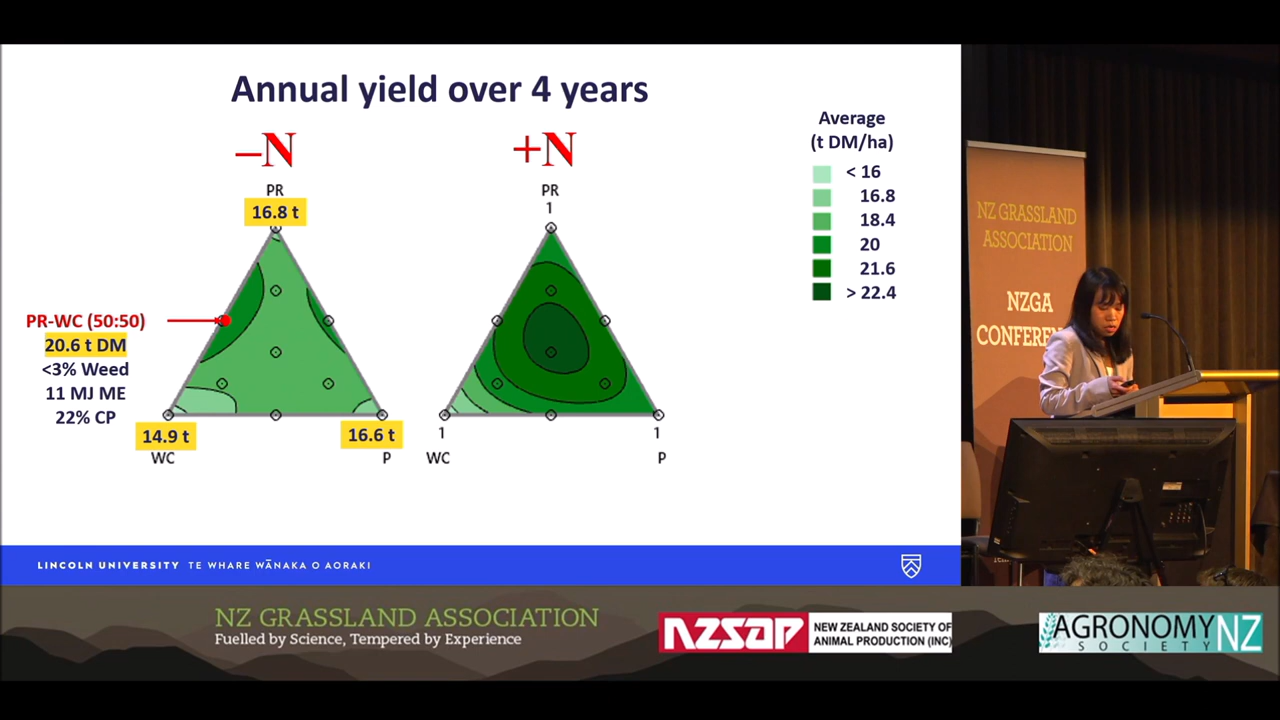 Annual yield over 4 years
–N
+N
Average
(t DM/ha)
< 16
16.8
18.4
20
21.6
> 22.4
PR
16.8 t
PR
1
PR-WC (50:50)
20.6 t DM
<3% Weed
11 MJ ME
22% CP
14.9 t
WC
16.6 t
P
1
WC
1
P
LINCOLN UNIVERSITY TE WHARE WĀNAKA O AORAKI
NZ GRASSLAND
ASSOCIATION
NZGA
NZ GRASSLAND ASSOCIATION
Fuelled by Science, Tempered by Experience
NZSAP
NEW ZEALAND SOCIETY OF
ANIMAL PRODUCTION (INC)
AGRONOMY NZ
SOCIETY